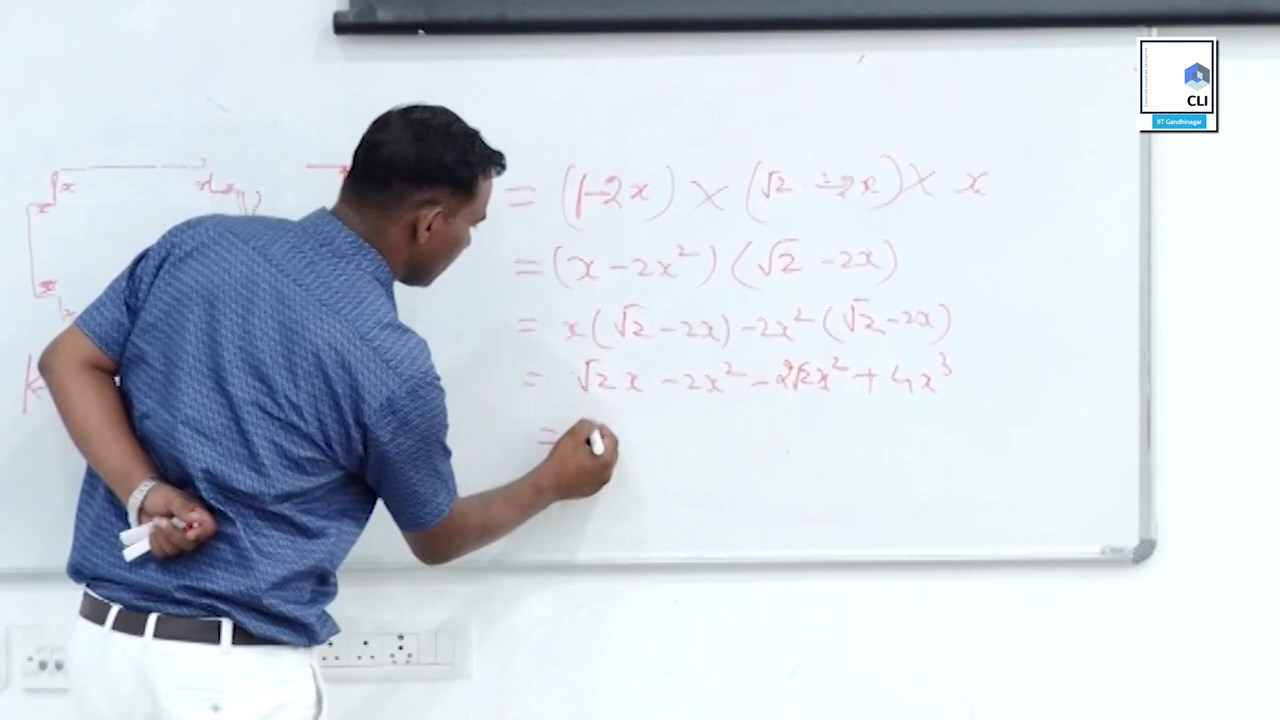 = (1-2x) × (√2 - 2x) × x
= (x - 2x²) (√2 - 2x)
= x(√2 - 2x) - 2x² (√2 - 2x)
= √2 x - 2x² - 2√2x² + 4x³
=
x
x
x
x
x
CLI
IIT Gandhinagar